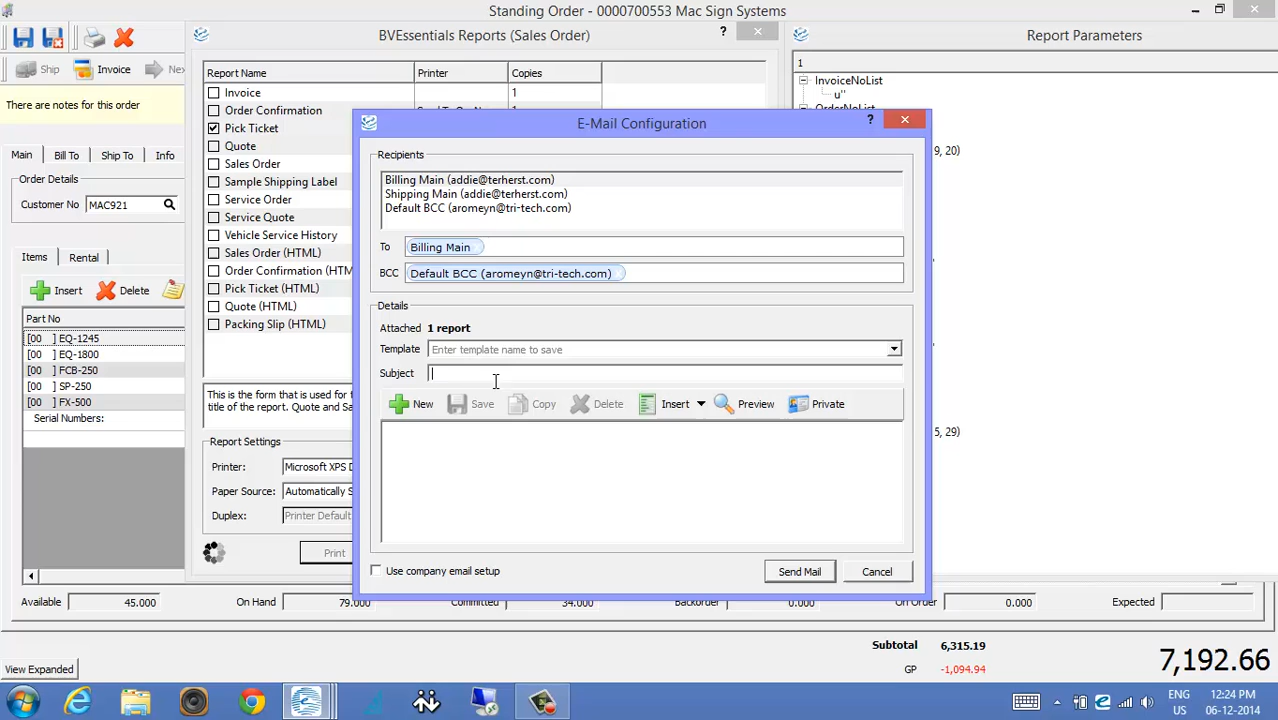 Standing Order - 0000700553 Mac Sign Systems
BVEssentials Reports (Sales Order)
?
Report Parameters
Ship
Invoice
There are notes for this order
Main
Bill To
Ship To
Info
Order Details
Customer No
MAC921
Items
Rental
Insert
Delete
Part No
[00 ] EQ-1245
[00 ] EQ-1800
[00 ] FCB-250
[00 ] SP-250
[00 ] FX-500
Serial Numbers:
Report Name
Printer
Copies
Invoice
1
Order Confirmation
Pick Ticket
Quote
Sales Order
Sample Shipping Label
Service Order
Service Quote
Vehicle Service History
Sales Order (HTML)
Order Confirmation (HTML
Pick Ticket (HTML)
Quote (HTML)
Packing Slip (HTML)
This is the form that is used for
title of the report. Quote and Sa
Report Settings
Printer:
Microsoft XPS D
Paper Source:
Automatically S
Duplex:
Printer Default
Print
1
InvoiceNoList
u''
OrderNoList
9, 20)
5, 29)
E-Mail Configuration
?
Recipients
Billing Main (addie@terherst.com)
Shipping Main (addie@terherst.com)
Default BCC (aromeyn@tri-tech.com)
To
Billing Main
BCC
Default BCC (aromeyn@tri-tech.com)
Details
Attached 1 report
Template
Enter template name to save
Subject
New
Save
Copy
Delete
Insert
Preview
Private
Use company email setup
Send Mail
Cancel
Available
45.000
On Hand
79.000
Committed
34.000
Backorder
0.000
On Order
0.000
Expected
Subtotal
6,315.19
GP
-1,094.94
7,192.66
View Expanded
ENG
US
12:24 PM
06-12-2014